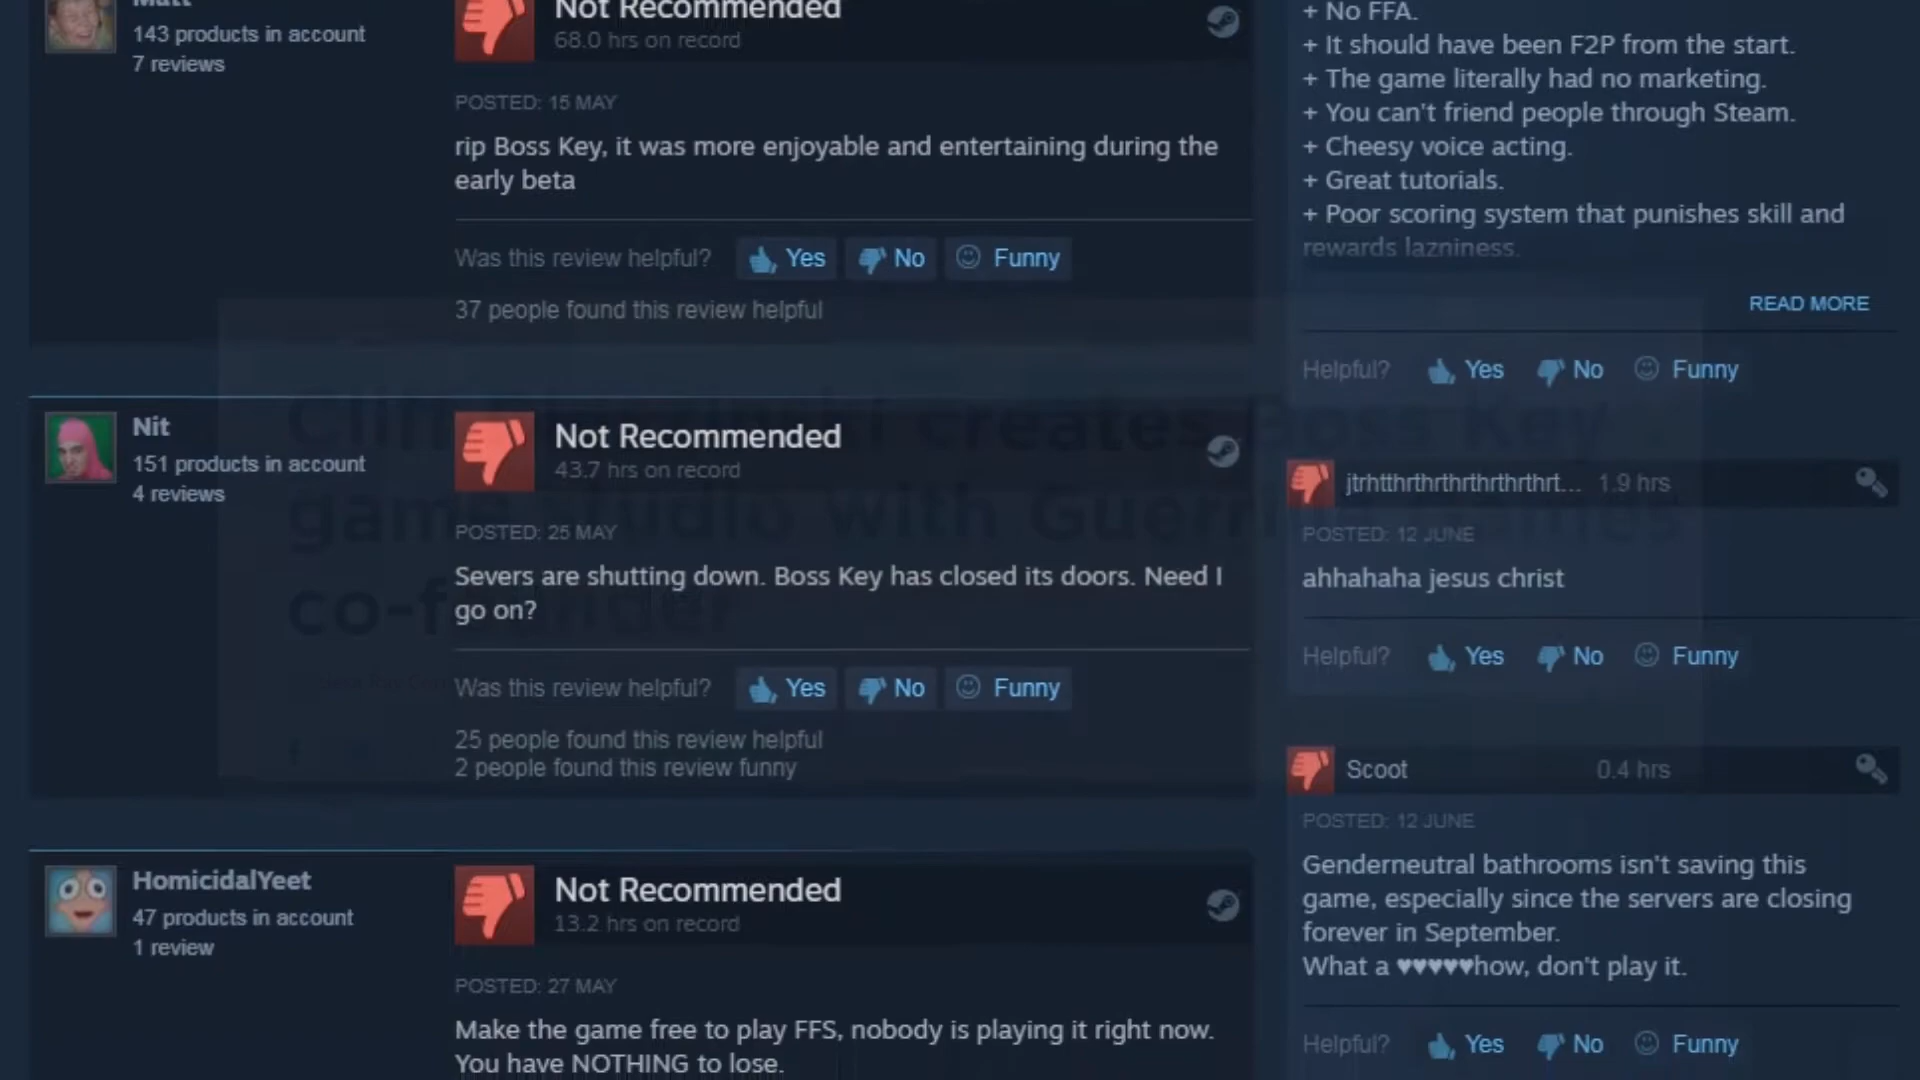 Matt
143 products in account
7 reviews
Not Recommended
68.0 hrs on record
POSTED: 15 MAY
rip Boss Key, it was more enjoyable and entertaining during the
early beta
Was this review helpful? Yes No Funny
37 people found this review helpful
Nit
151 products in account
4 reviews
Not Recommended
43.7 hrs on record
POSTED: 25 MAY
Severs are shutting down. Boss Key has closed its doors. Need I
go on?
Was this review helpful? Yes No Funny
25 people found this review helpful
2 people found this review funny
HomicidalYeet
47 products in account
1 review
Not Recommended
13.2 hrs on record
POSTED: 27 MAY
Make the game free to play FFS, nobody is playing it right now.
You have NOTHING to lose.
+ No FFA.
+ It should have been F2P from the start.
+ The game literally had no marketing.
+ You can't friend people through Steam.
+ Cheesy voice acting.
+ Great tutorials.
+ Poor scoring system that punishes skill and
rewards lazniness.
READ MORE
Helpful? Yes No Funny
jtrhtthrthrthrthrthrthrt... 1.9 hrs
POSTED: 12 JUNE
ahhahaha jesus christ
Helpful? Yes No Funny
Scoot 0.4 hrs
POSTED: 12 JUNE
Genderneutral bathrooms isn't saving this
game, especially since the servers are closing
forever in September.
What a ♥♥♥♥♥how, don't play it.
Helpful? Yes No Funny
creates Boss Key
game studio with Guerrilla Games
co-founder